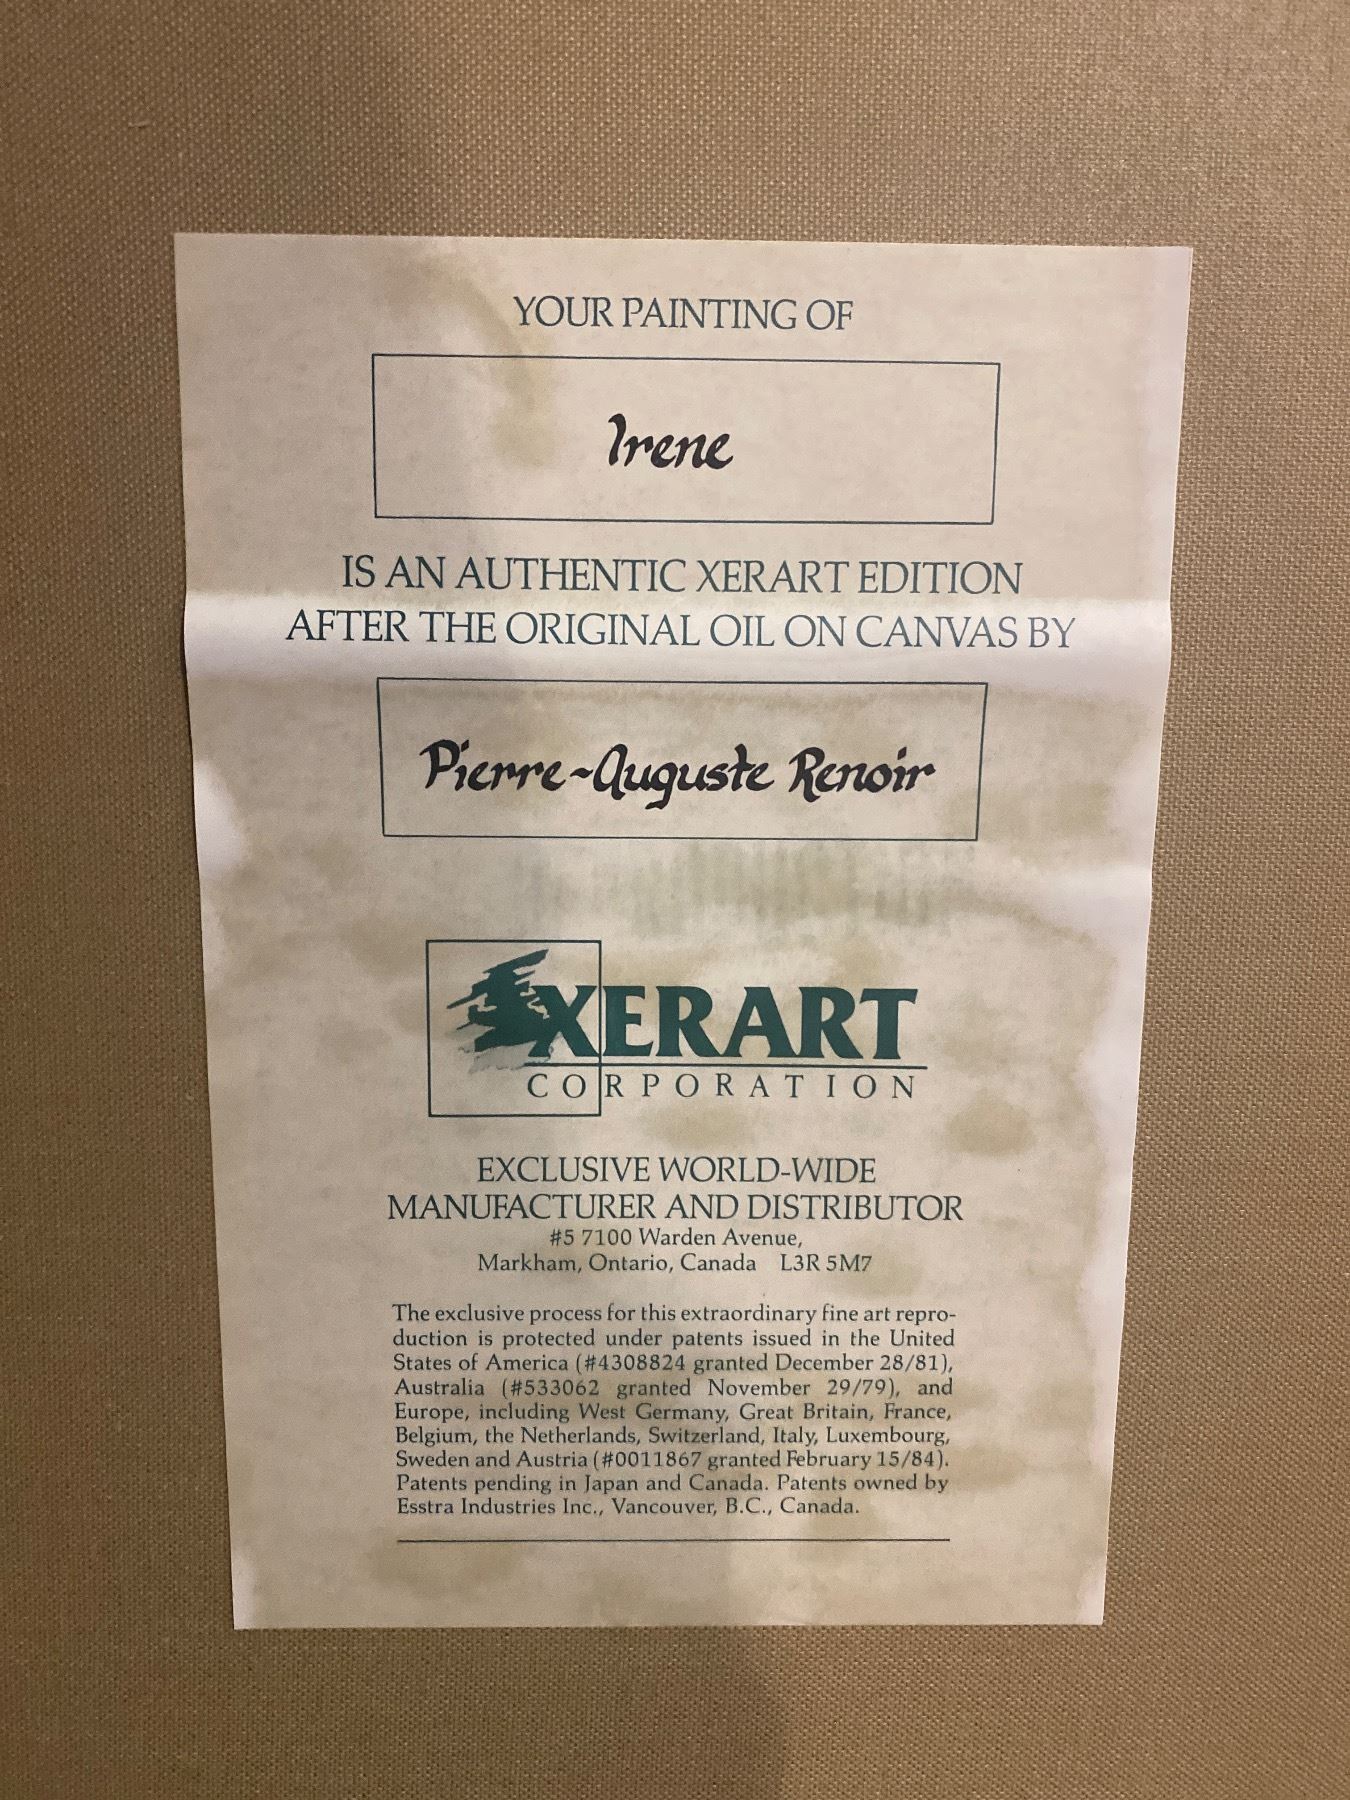 YOUR PAINTING OF
Irene
IS AN AUTHENTIC XERART EDITION
AFTER THE ORIGINAL OIL ON CANVAS BY
Pierre~Auguste Renoir
XERART
CORPORATION
EXCLUSIVE WORLD-WIDE
MANUFACTURER AND DISTRIBUTOR
#5 7100 Warden Avenue,
Markham, Ontario, Canada L3R 5M7
The exclusive process for this extraordinary fine art repro-
duction is protected under patents issued in the United
States of America (#4308824 granted December 28/81),
Australia (#533062 granted November 29/79), and
Europe, including West Germany, Great Britain, France,
Belgium, the Netherlands, Switzerland, Italy, Luxembourg,
Sweden and Austria (#0011867 granted February 15/84).
Patents pending in Japan and Canada. Patents owned by
Esstra Industries Inc., Vancouver, B.C., Canada.